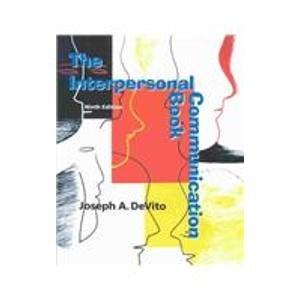 The
Interpersonal
Communication
Book
Ninth Edition
Joseph A. DeVito